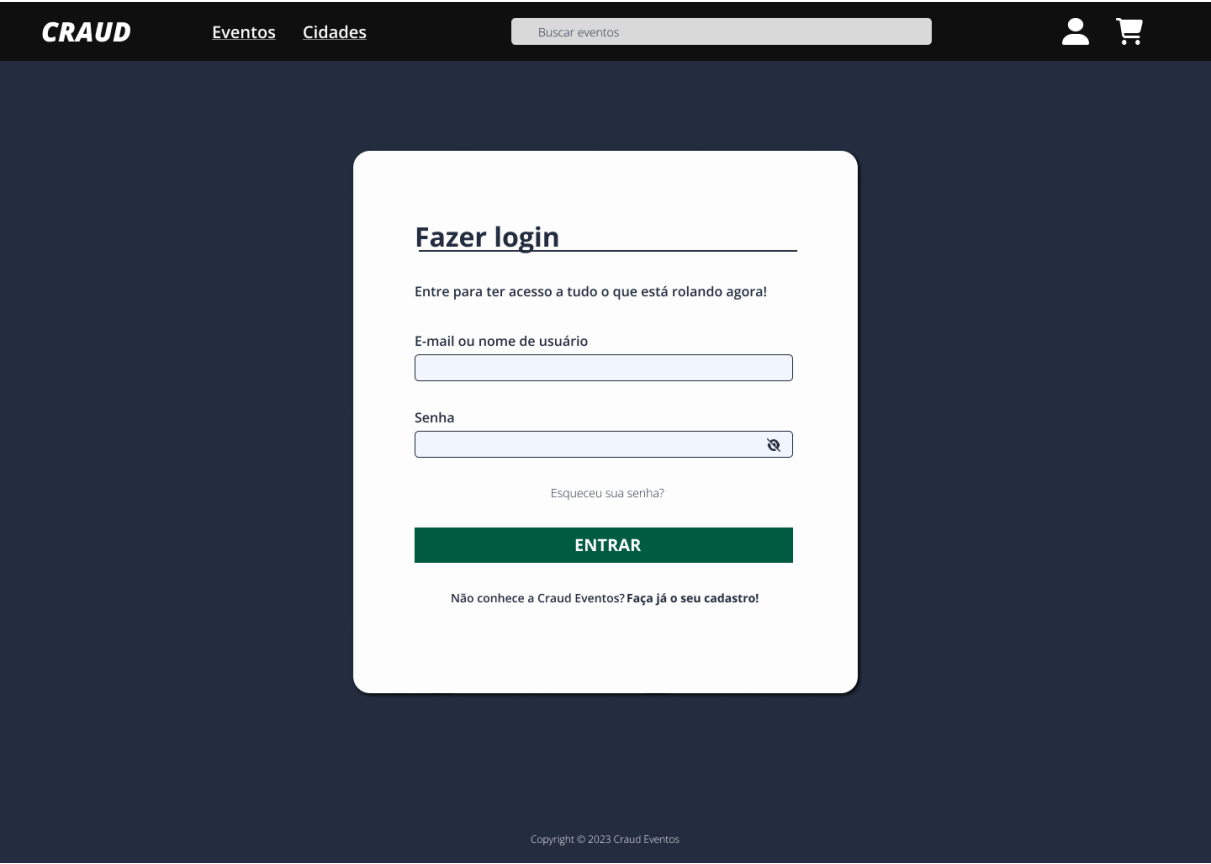 CRAUD Eventos Cidades Buscar eventos
Fazer login
Entre para ter acesso a tudo o que está rolando agora!
E-mail ou nome de usuário
Senha
Esqueceu sua senha?
ENTRAR
Não conhece a Craud Eventos? Faça já o seu cadastro!
Copyright © 2023 Craud Eventos